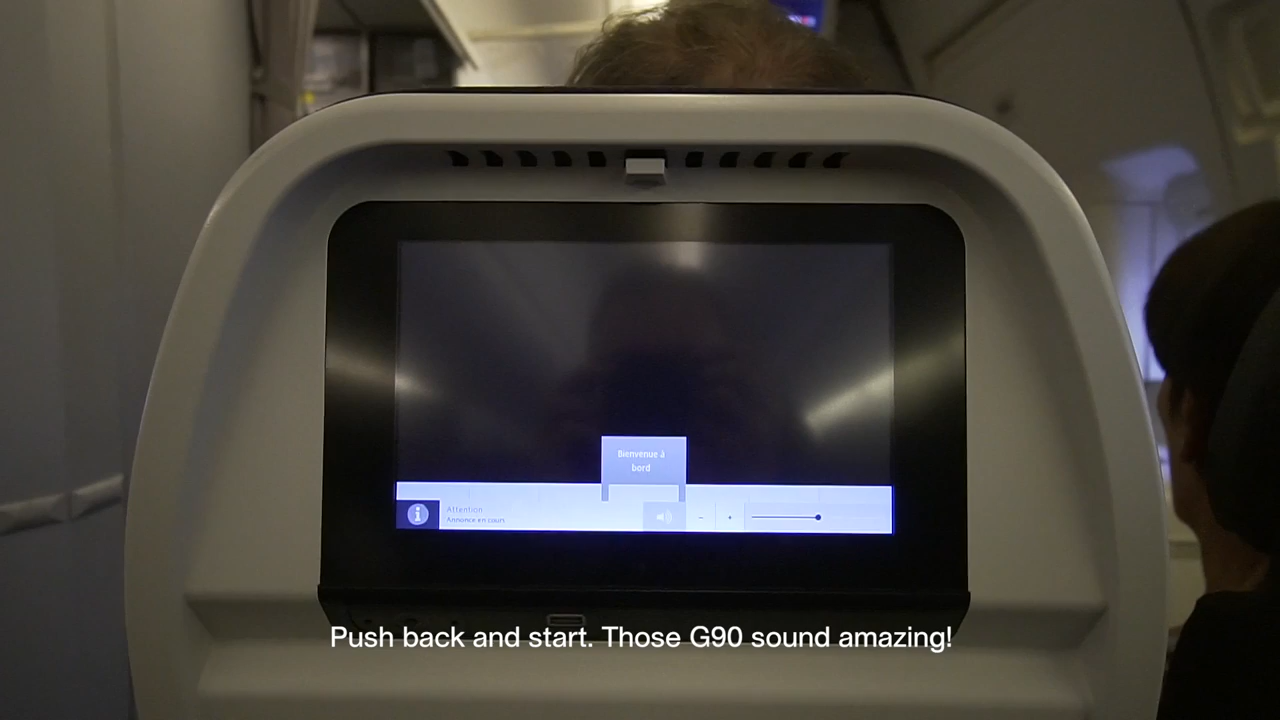 Bienvenue à
bord
Attention
Annonce en cours
- +
Push back and start. Those G90 sound amazing!